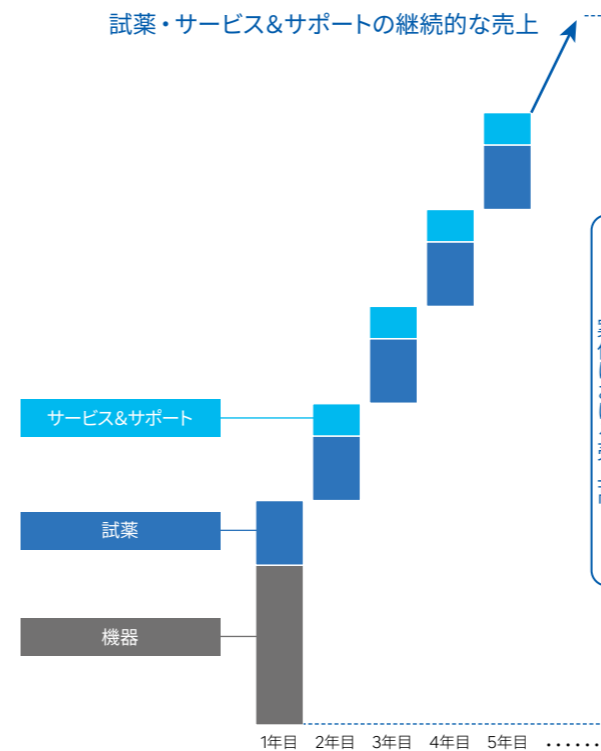 試薬・サービス&サポートの継続的な売上
サービス&サポート
試薬
機器
1年目 2年目 3年目 4年目 5年目 ......